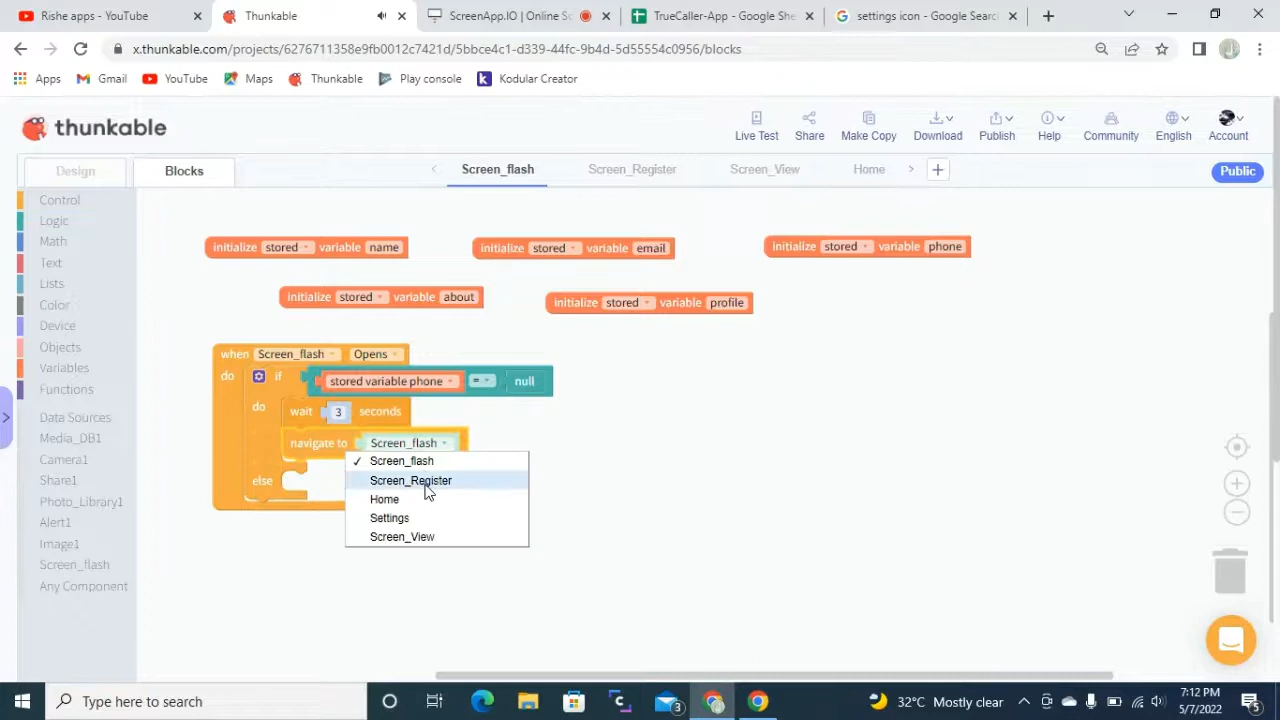 Rishe apps - YouTube
Thunkable
ScreenApp.IO | Online Sc
TrueCaller-App - Google She
settings icon - Google Searc
x.thunkable.com/projects/6276711358e9fb0012c7421d/5bbce4c1-d339-44fc-9b4d-5d55554c0956/blocks
Apps
Gmail
YouTube
Maps
Thunkable
Play console
Kodular Creator
thunkable
Live Test
Share
Make Copy
Download
Publish
Help
Community
English
Account
Design
Blocks
Screen_flash
Screen_Register
Screen_View
Home
Public
Control
Logic
Math
Text
Lists
Color
Device
Objects
Variables
Functions
Data Sources
Media_DB1
Camera1
Share1
Photo_Library1
Alert1
Image1
Screen_flash
Any Component
initialize stored variable name
initialize stored variable email
initialize stored variable phone
initialize stored variable about
initialize stored variable profile
when Screen_flash Opens
do if stored variable phone = null
do wait 3 seconds
navigate to Screen_flash
else
✓ Screen_flash
Screen_Register
Home
Settings
Screen_View
Type here to search
3
32°C Mostly clear
7:12 PM
5/7/2022
5